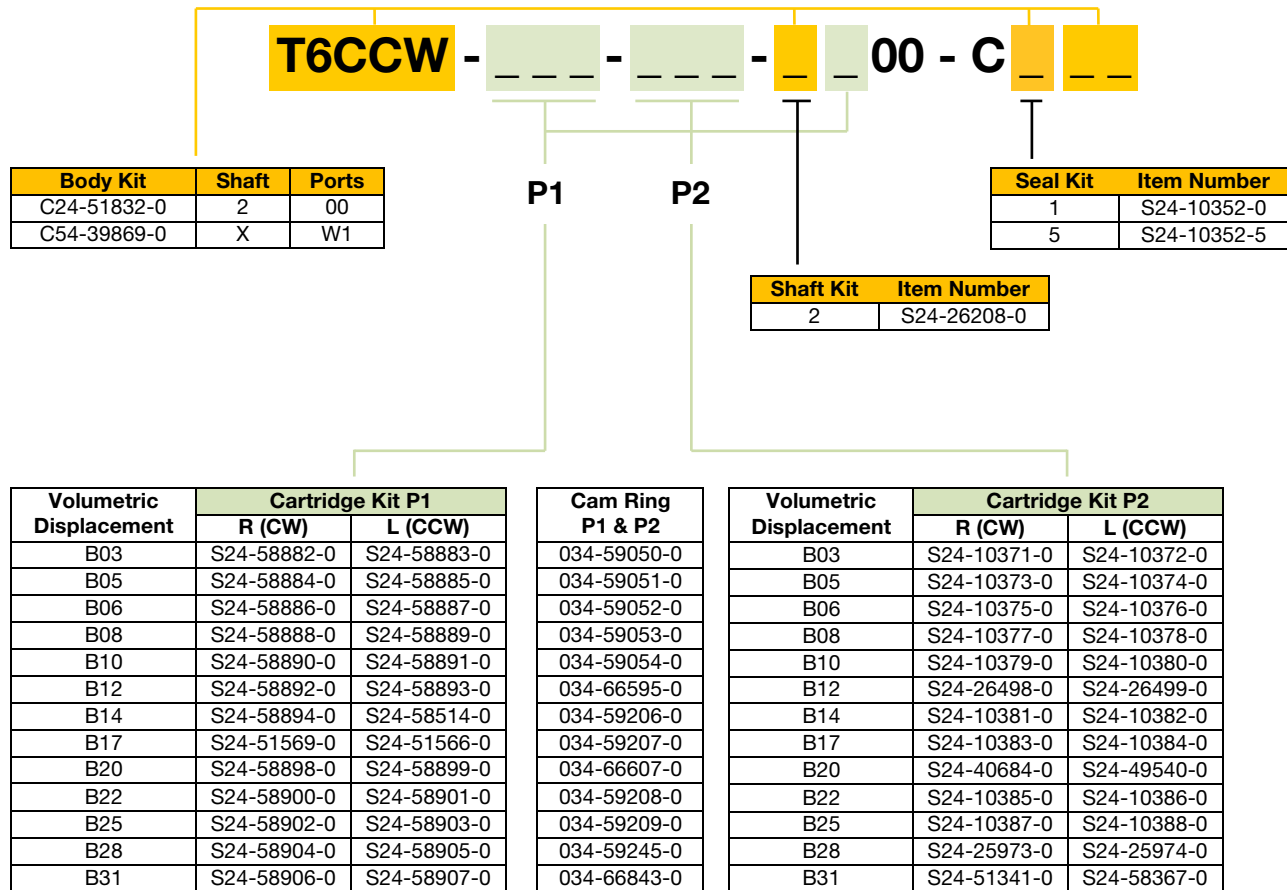 T6CCW - _ _ _ - _ _ _ - _ _ 00 - C _ _ _
Body Kit Shaft Ports
C24-51832-0 2 00
C54-39869-0 X W1
P1 P2
Seal Kit Item Number
1 S24-10352-0
5 S24-10352-5
Shaft Kit Item Number
2 S24-26208-0
Volumetric Displacement Cartridge Kit P1
R (CW) L (CCW)
B03 S24-58882-0 S24-58883-0
B05 S24-58884-0 S24-58885-0
B06 S24-58886-0 S24-58887-0
B08 S24-58888-0 S24-58889-0
B10 S24-58890-0 S24-58891-0
B12 S24-58892-0 S24-58893-0
B14 S24-58894-0 S24-58514-0
B17 S24-51569-0 S24-51566-0
B20 S24-58898-0 S24-58899-0
B22 S24-58900-0 S24-58901-0
B25 S24-58902-0 S24-58903-0
B28 S24-58904-0 S24-58905-0
B31 S24-58906-0 S24-58907-0
Cam Ring
P1 & P2
034-59050-0
034-59051-0
034-59052-0
034-59053-0
034-59054-0
034-66595-0
034-59206-0
034-59207-0
034-66607-0
034-59208-0
034-59209-0
034-59245-0
034-66843-0
Volumetric Displacement Cartridge Kit P2
R (CW) L (CCW)
B03 S24-10371-0 S24-10372-0
B05 S24-10373-0 S24-10374-0
B06 S24-10375-0 S24-10376-0
B08 S24-10377-0 S24-10378-0
B10 S24-10379-0 S24-10380-0
B12 S24-26498-0 S24-26499-0
B14 S24-10381-0 S24-10382-0
B17 S24-10383-0 S24-10384-0
B20 S24-40684-0 S24-49540-0
B22 S24-10385-0 S24-10386-0
B25 S24-10387-0 S24-10388-0
B28 S24-25973-0 S24-25974-0
B31 S24-51341-0 S24-58367-0